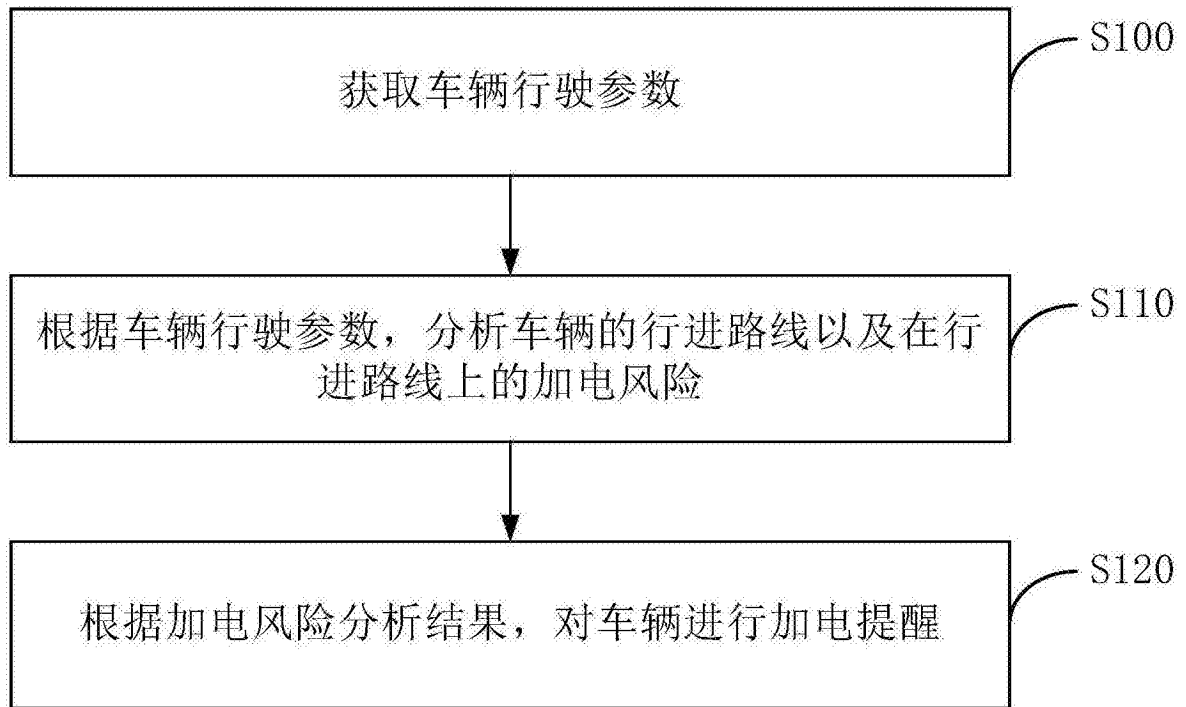 获取车辆行驶参数
S100
根据车辆行驶参数，分析车辆的行进路线以及在行
进路线上的加电风险
S110
根据加电风险分析结果，对车辆进行加电提醒
S120